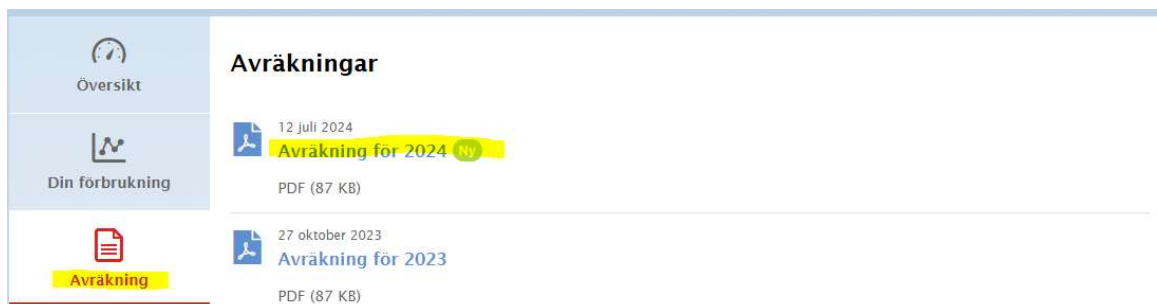 Översikt
Din förbrukning
Avräkning
Avräkningar
12 juli 2024
Avräkning för 2024 Ny
PDF (87 KB)
27 oktober 2023
Avräkning för 2023
PDF (87 KB)